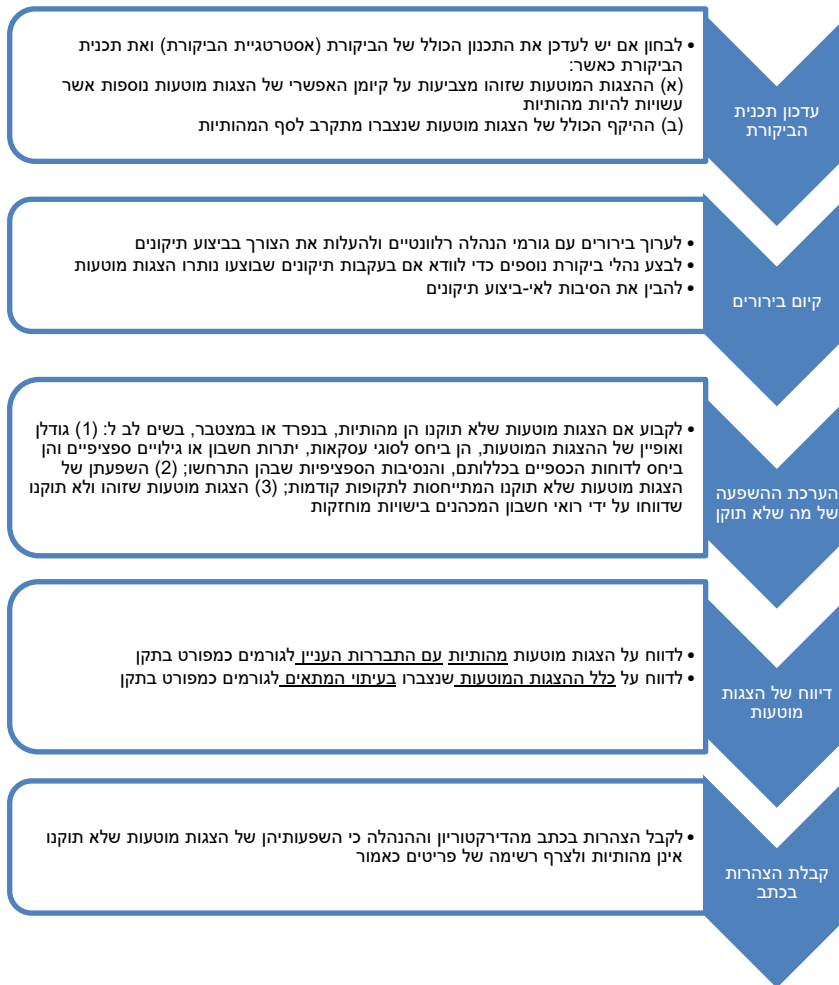 עדכון תכנית
הביקורת
• לבחון אם יש לעדכן את התכנון הכולל של הביקורת (אסטרטגיית הביקורת) ואת תכנית
הביקורת כאשר:
(א) ההצגות המוטעות שזוהו מצביעות על קיומן האפשרי של הצגות מוטעות נוספות אשר
עשויות להיות מהותיות
(ב) ההיקף הכולל של הצגות מוטעות שנצברו מתקרב לסף המהותיות
קיום בירורים
• לערוך בירורים עם גורמי הנהלה רלוונטיים ולהעלות את הצורך בביצוע תיקונים
• לבצע נהלי ביקורת נוספים כדי לוודא אם בעקבות תיקונים שבוצעו נותרו הצגות מוטעות
• להבין את הסיבות לאי-ביצוע תיקונים
הערכת ההשפעה
של מה שלא תוקן
• לקבוע אם הצגות מוטעות שלא תוקנו הן מהותיות, בנפרד או במצטבר, בשים לב ל: (1) גודלן
ואופיין של ההצגות המוטעות, הן ביחס לסוגי עסקאות, יתרות חשבון או גילויים ספציפיים והן
ביחס לדוחות הכספיים בכללותם, והנסיבות הספציפיות שבהן התרחשו; (2) השפעתן של
הצגות מוטעות שלא תוקנו המתייחסות לתקופות קודמות; (3) הצגות מוטעות שזוהו ולא תוקנו
שדווחו על ידי רואי חשבון המכהנים בישויות מוחזקות
דיווח של הצגות
מוטעות
• לדווח על הצגות מוטעות מהותיות עם התבררות העניין לגורמים כמפורט בתקן
• לדווח על כלל ההצגות המוטעות שנצברו בעיתוי המתאים לגורמים כמפורט בתקן
קבלת הצהרות
בכתב
• לקבל הצהרות בכתב מהדירקטוריון וההנהלה כי השפעותיהן של הצגות מוטעות שלא תוקנו
אינן מהותיות ולצרף רשימה של פריטים כאמור